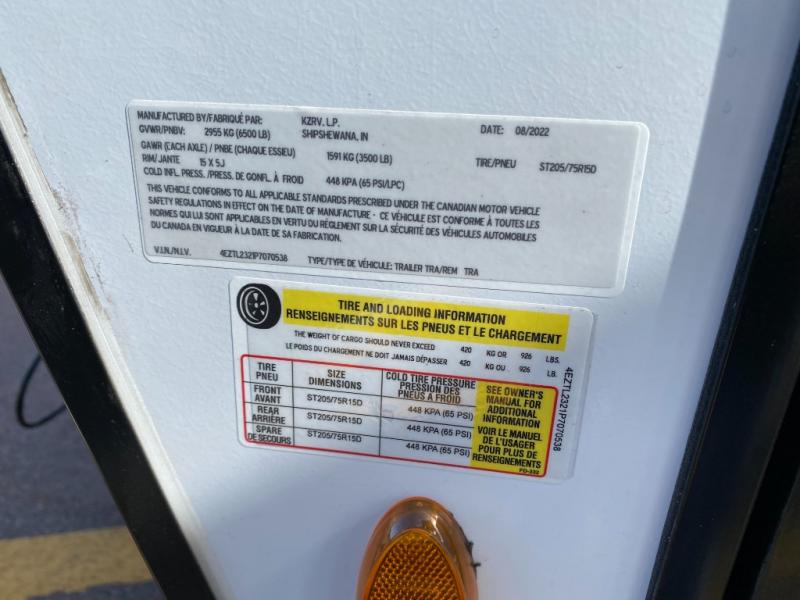 MANUFACTURED BY/FABRIQUÉ PAR: KZRV. L.P. DATE: 08/2022
GVWR/PNBV: 2955 KG (6500 LB) SHIPSHEWANA, IN
GAWR (EACH AXLE) / PNBE (CHAQUE ESSIEU) 1591 KG (3500 LB) TIRE/PNEU ST205/75R15D
RIM/JANTE 15 X 5J
COLD INFL. PRESS./PRESS. DE GONFL. À FROID 448 KPA (65 PSI/LPC)
THIS VEHICLE CONFORMS TO ALL APPLICABLE STANDARDS PRESCRIBED UNDER THE CANADIAN MOTOR VEHICLE
SAFETY REGULATIONS IN EFFECT ON THE DATE OF MANUFACTURE · CE VÉHICULE EST CONFORME À TOUTES LES
NORMES QUI LUI SONT APPLICABLES EN VERTU DU RÈGLEMENT SUR LA SÉCURITÉ DES VÉHICULES AUTOMOBILES
DU CANADA EN VIGUEUR À LA DATE DE SA FABRICATION.
V.I.N./N.I.V. 4EZTL2321P7070538 TYPE/TYPE DE VÉHICULE: TRAILER TRA/REM TRA
TIRE AND LOADING INFORMATION
RENSEIGNEMENTS SUR LES PNEUS ET LE CHARGEMENT
THE WEIGHT OF CARGO SHOULD NEVER EXCEED 420 KG OR 926 LBS.
LE POIDS DU CHARGEMENT NE DOIT JAMAIS DÉPASSER 420 KG OU 926 LB.
TIRE
PNEU
SIZE
DIMENSIONS
COLD TIRE PRESSURE
PRESSION DES
PNEUS A FROID
FRONT
AVANT
ST205/75R15D
448 KPA (65 PSI)
REAR
ARRIÈRE
ST205/75R15D
448 KPA (65 PSI)
SPARE
DE SECOURS
ST205/75R15D
448 KPA (65 PSI)
SEE OWNER'S
MANUAL FOR
ADDITIONAL
INFORMATION
VOIR LE MANUEL
DE L'USAGER
POUR PLUS DE
RENSEIGNEMENTS
FO-332
4EZTL2321P7070538